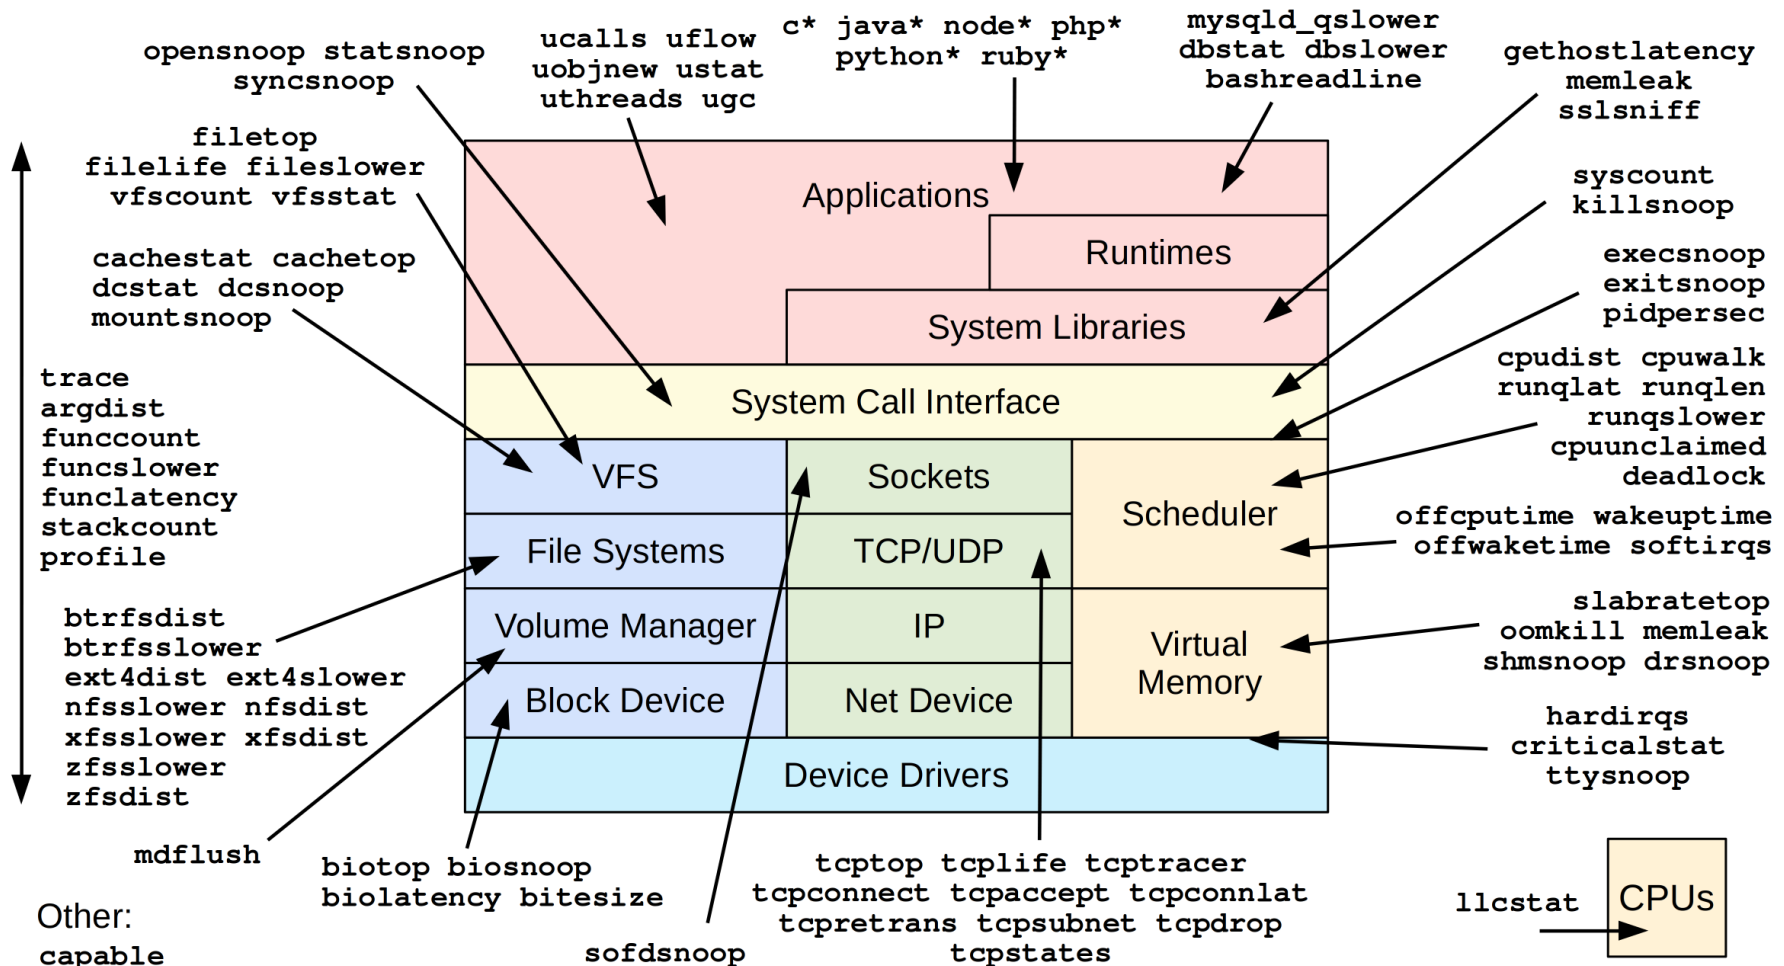 opensnoop statsnoop
syncsnoop
ucalls uflow
uobjnew ustat
uthreads ugc
c* java* node* php*
python* ruby*
mysqld_qslower
dbstat dbslower
bashreadline
gethostlatency
memleak
sslsniff
filetop
filelife fileslower
vfscount vfsstat
syscount
killsnoop
cachestat cachetop
dcstat dcsnoop
mountsnoop
execsnoop
exitsnoop
pidpersec
trace
argdist
funccount
funcslower
funclatency
stackcount
profile
cpudist cpuwalk
runqlat runqlen
runqslower
cpuunclaimed
deadlock
offcputime wakeuptime
offwaketime softirqs
btrfsdist
btrfsslower
ext4dist ext4slower
nfsslower nfsdist
xfsslower xfsdist
zfsslower
zfsdist
slabratetop
oomkill memleak
shmsnoop drsnoop
hardirqs
criticalstat
ttysnoop
Applications
Runtimes
System Libraries
System Call Interface
VFS
Sockets
Scheduler
File Systems
TCP/UDP
Volume Manager
IP
Virtual
Memory
Block Device
Net Device
Device Drivers
mdflush
biotop biosnoop
biolatency bitesize
sofdsnoop
tcptop tcplife tcptracer
tcpconnect tcpaccept tcpconnlat
tcpretrans tcpsubnet tcpdrop
tcpstates
llcstat
CPUs
Other:
capable